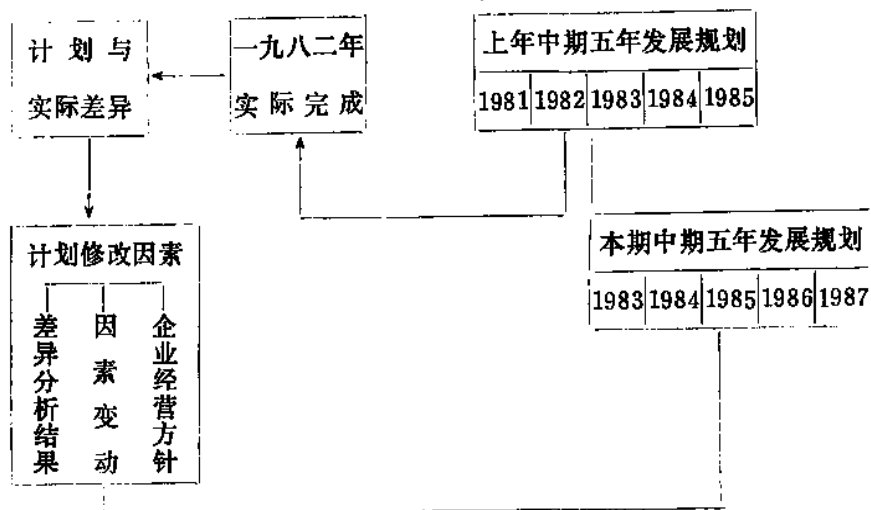 计划与
实际差异
一九八二年
实际完成
上年中期五年发展规划
1981 1982 1983 1984 1985
计划修改因素
差异分析结果
因素变动
企业经营方针
本期中期五年发展规划
1983 1984 1985 1986 1987